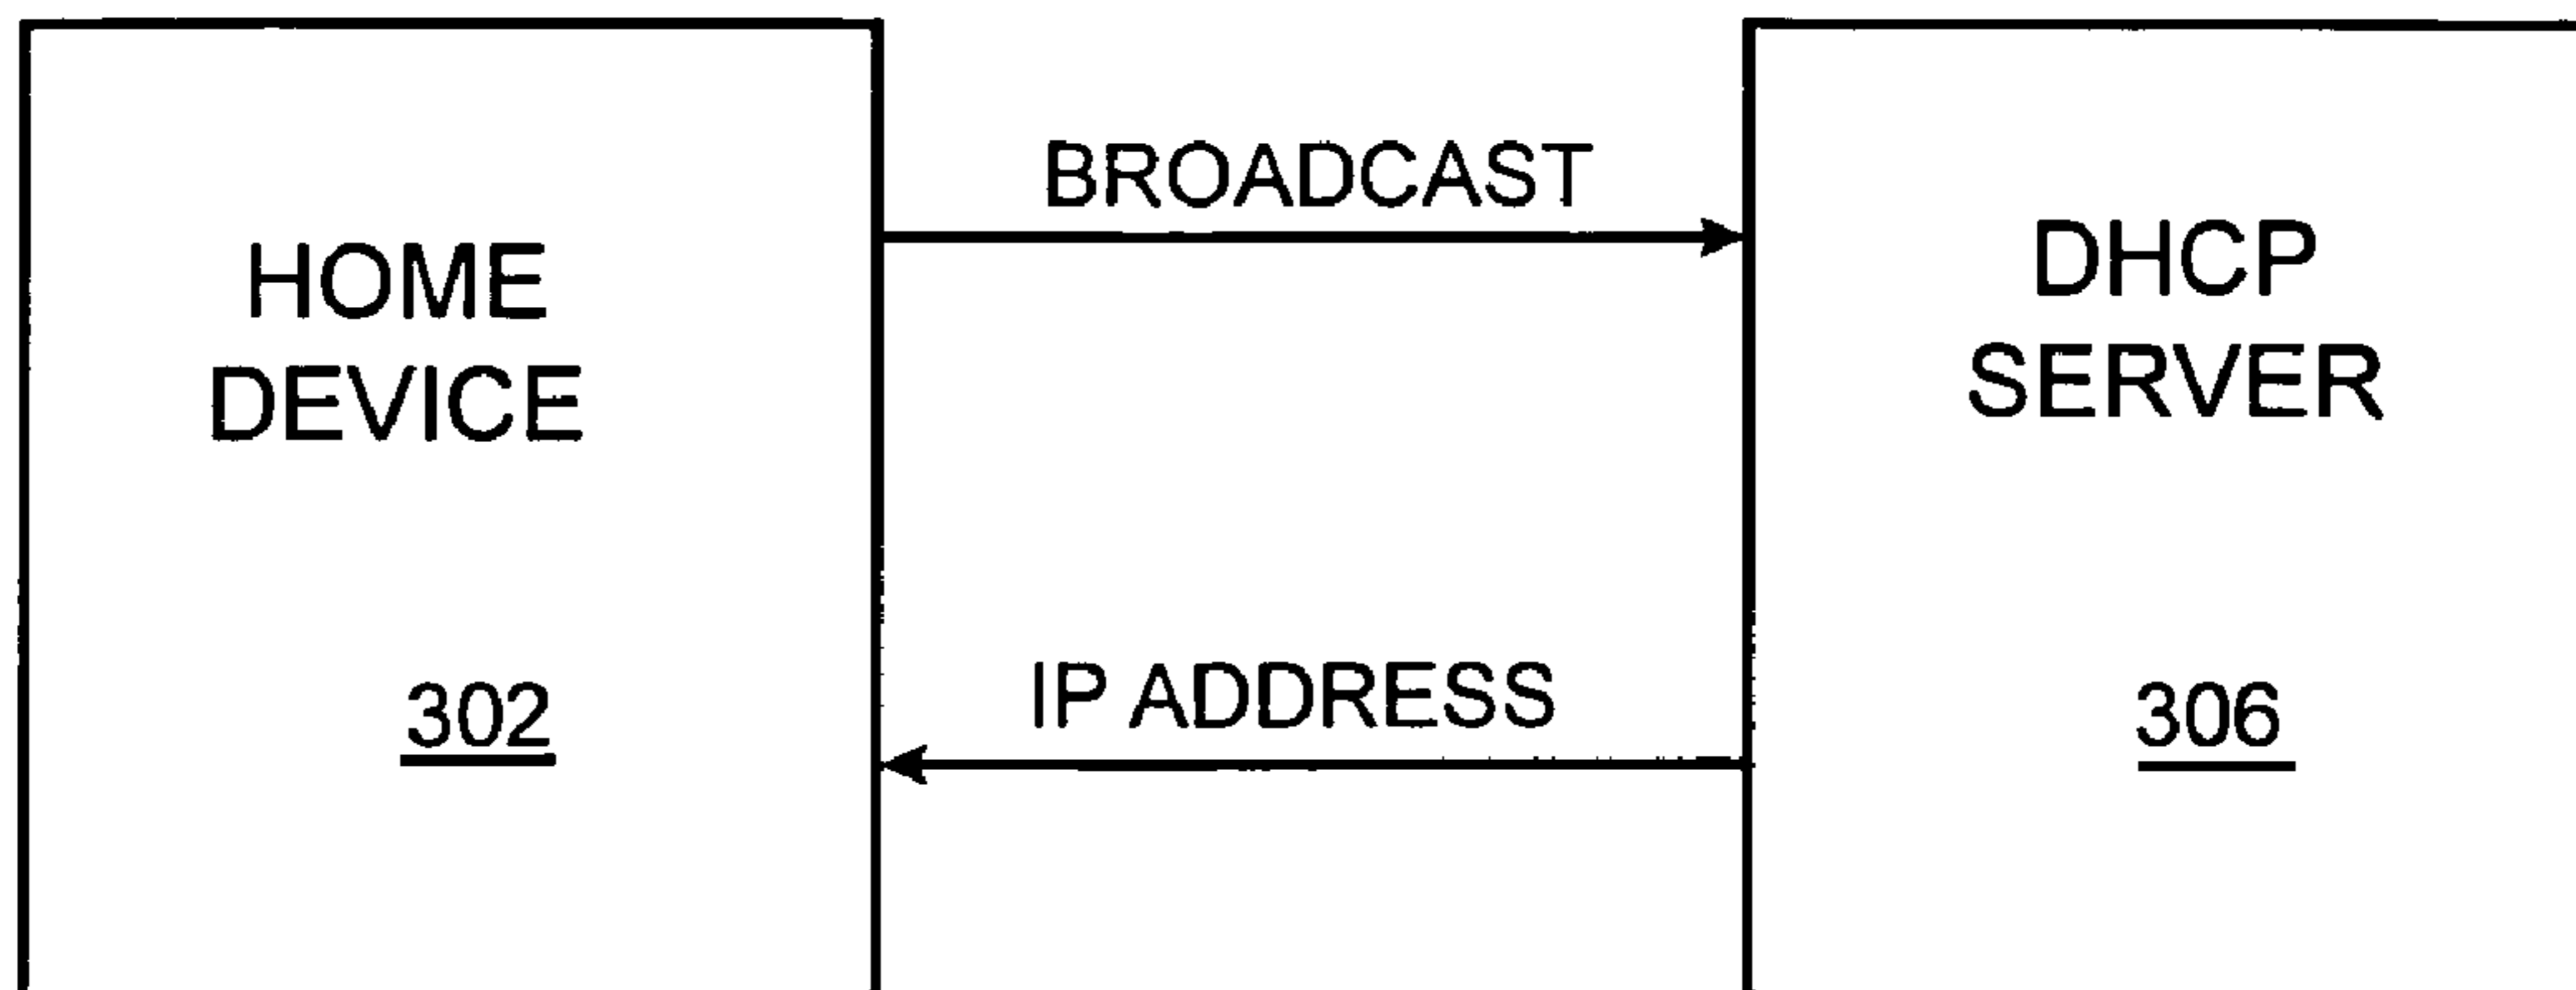 HOME
DEVICE
302
BROADCAST
IP ADDRESS
DHCP
SERVER
306